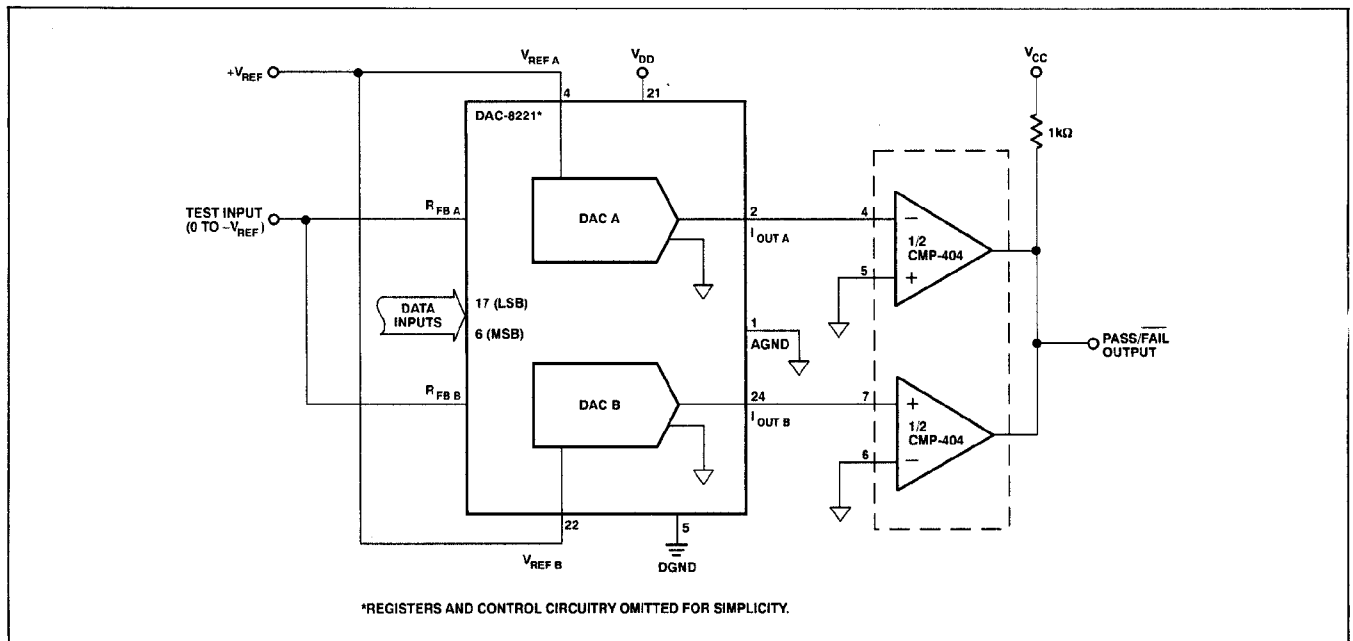 V_REF A
V_DD
V_CC
+V_REF
4
21
DAC-8221*
1kΩ
DAC A
TEST INPUT
(0 TO –V_REF)
R_FB A
2
I_OUT A
4
–
1/2
CMP-404
5
+
DATA
INPUTS
17 (LSB)
6 (MSB)
1
AGND
PASS/F̅A̅I̅L̅
OUTPUT
R_FB B
DAC B
24
I_OUT B
7
+
1/2
CMP-404
6
–
22
5
V_REF B
DGND
*REGISTERS AND CONTROL CIRCUITRY OMITTED FOR SIMPLICITY.